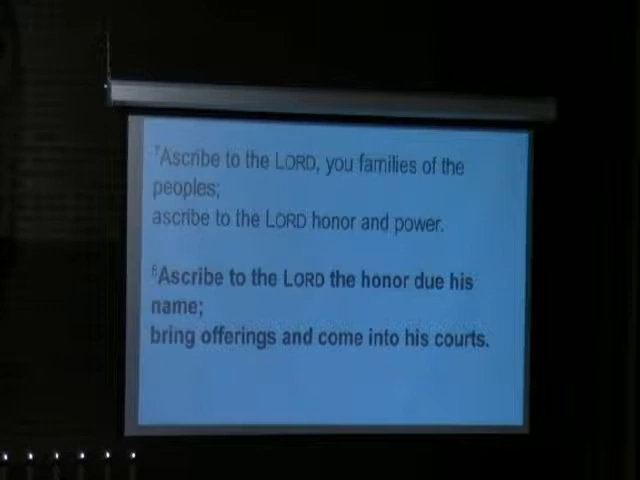 7Ascribe to the LORD, you families of the
peoples;
ascribe to the LORD honor and power.
8Ascribe to the LORD the honor due his
name;
bring offerings and come into his courts.